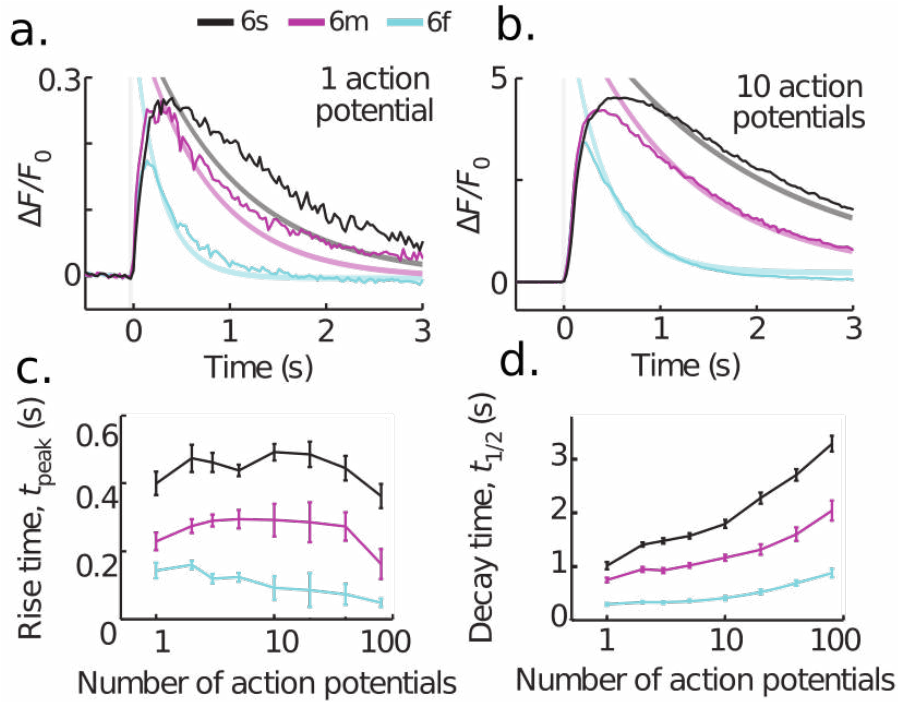 a.
6s 6m 6f
b.
0.3
ΔF/F0
0
1 action
potential
0 1 2 3
Time (s)
5
ΔF/F0
0
10 action
potentials
0 1 2 3
Time (s)
c.
0.6
0.4
0.2
0
Rise time, tpeak (s)
1 10 100
Number of action potentials
d.
3
2
1
0
Decay time, t1/2 (s)
1 10 100
Number of action potentials